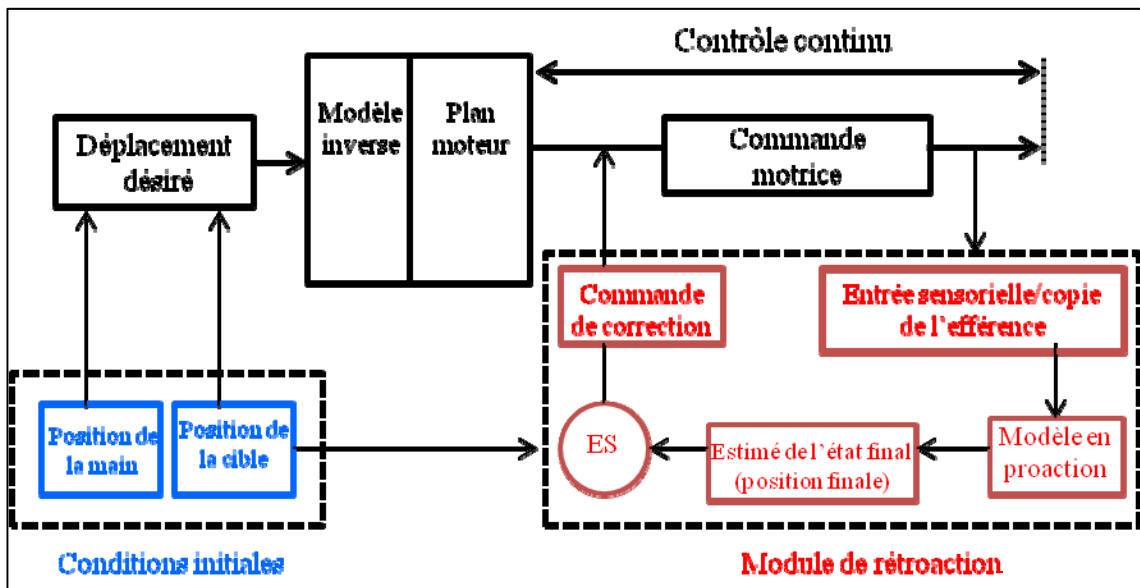 Contrôle continu
Modèle
inverse
Plan
moteur
Déplacement
désiré
Commande
motrice
Commande
de correction
Entrée sensorielle/copie
de l'efférence
Position de
la main
Position de
la cible
ES
Estimé de l'état final
(position finale)
Modèle en
proaction
Conditions initiales
Module de rétroaction